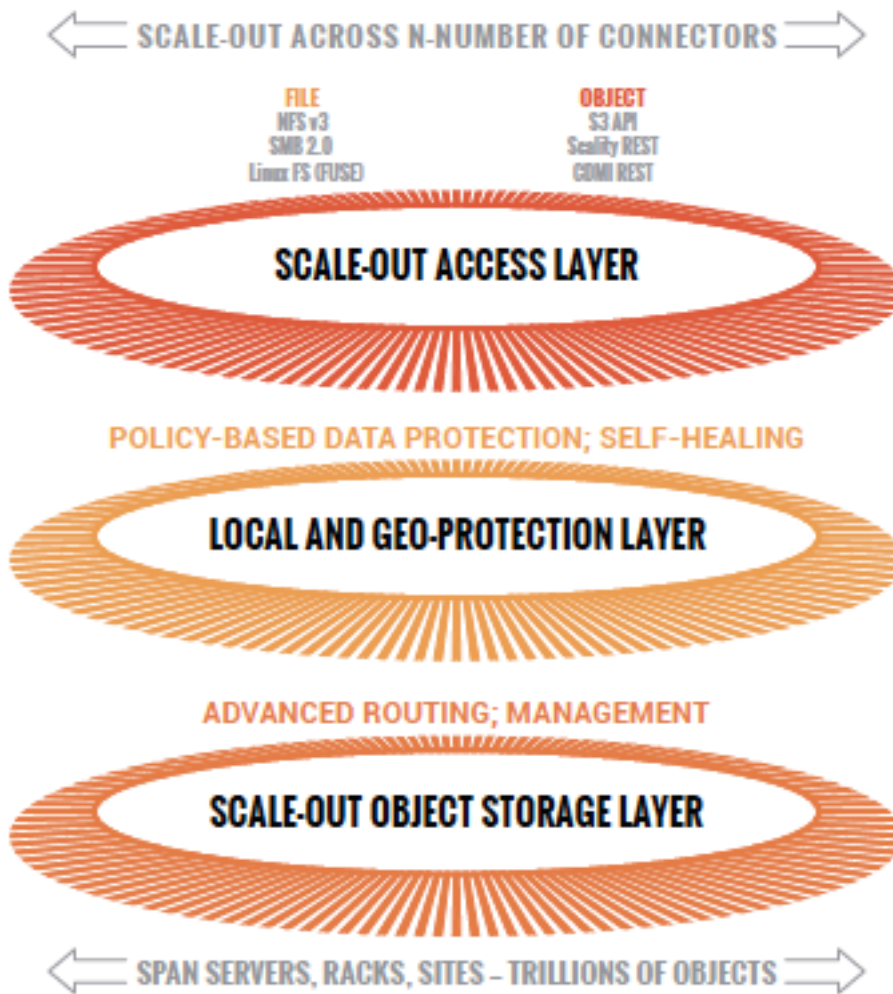 SCALE-OUT ACROSS N-NUMBER OF CONNECTORS
FILE
NFS v3
SMB 2.0
Linux FS (FUSE)
OBJECT
S3 API
Scality REST
CDMI REST
SCALE-OUT ACCESS LAYER
POLICY-BASED DATA PROTECTION; SELF-HEALING
LOCAL AND GEO-PROTECTION LAYER
ADVANCED ROUTING; MANAGEMENT
SCALE-OUT OBJECT STORAGE LAYER
SPAN SERVERS, RACKS, SITES – TRILLIONS OF OBJECTS